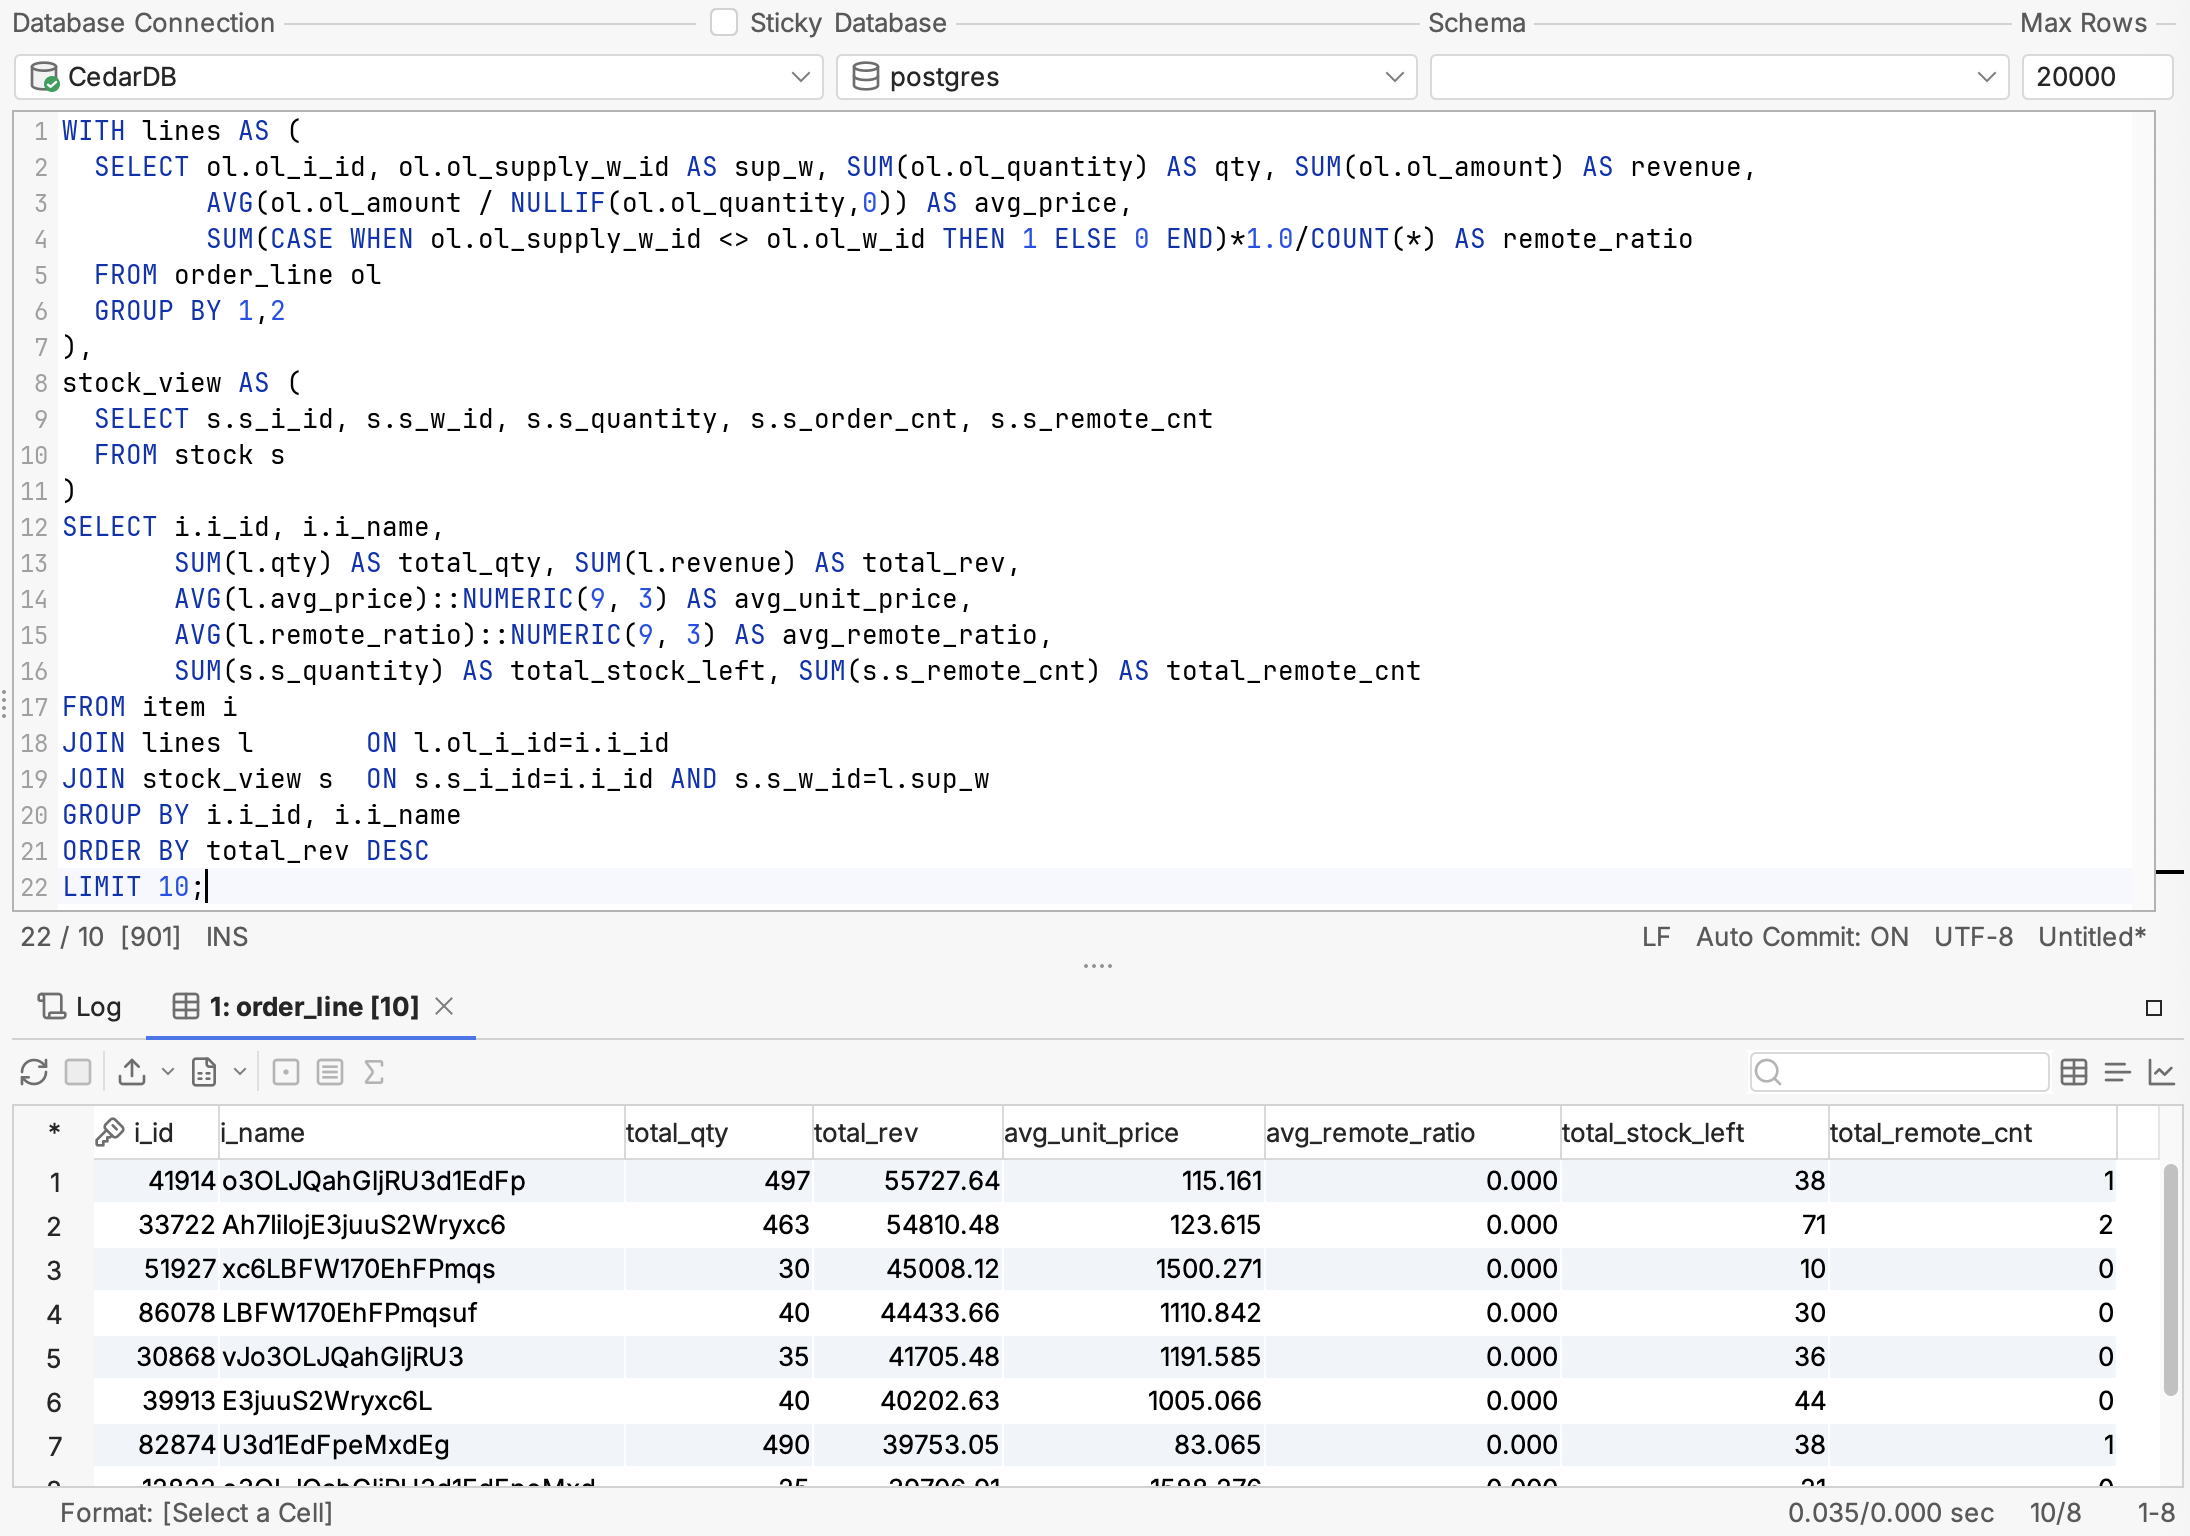 Database Connection Sticky Database Schema Max Rows
CedarDB postgres 20000
1 WITH lines AS (
2 SELECT ol.ol_i_id, ol.ol_supply_w_id AS sup_w, SUM(ol.ol_quantity) AS qty, SUM(ol.ol_amount) AS revenue,
3 AVG(ol.ol_amount / NULLIF(ol.ol_quantity,0)) AS avg_price,
4 SUM(CASE WHEN ol.ol_supply_w_id <> ol.ol_w_id THEN 1 ELSE 0 END)*1.0/COUNT(*) AS remote_ratio
5 FROM order_line ol
6 GROUP BY 1,2
7 ),
8 stock_view AS (
9 SELECT s.s_i_id, s.s_w_id, s.s_quantity, s.s_order_cnt, s.s_remote_cnt
10 FROM stock s
11 )
12 SELECT i.i_id, i.i_name,
13 SUM(l.qty) AS total_qty, SUM(l.revenue) AS total_rev,
14 AVG(l.avg_price)::NUMERIC(9, 3) AS avg_unit_price,
15 AVG(l.remote_ratio)::NUMERIC(9, 3) AS avg_remote_ratio,
16 SUM(s.s_quantity) AS total_stock_left, SUM(s.s_remote_cnt) AS total_remote_cnt
17 FROM item i
18 JOIN lines l ON l.ol_i_id=i.i_id
19 JOIN stock_view s ON s.s_i_id=i.i_id AND s.s_w_id=l.sup_w
20 GROUP BY i.i_id, i.i_name
21 ORDER BY total_rev DESC
22 LIMIT 10;
22 / 10 [901] INS LF Auto Commit: ON UTF-8 Untitled*
Log 1: order_line [10]
* i_id i_name total_qty total_rev avg_unit_price avg_remote_ratio total_stock_left total_remote_cnt
1 41914 o3OLJQahGljRU3d1EdFp 497 55727.64 115.161 0.000 38 1
2 33722 Ah7lilojE3juuS2Wryxc6 463 54810.48 123.615 0.000 71 2
3 51927 xc6LBFW170EhFPmqs 30 45008.12 1500.271 0.000 10 0
4 86078 LBFW170EhFPmqsuf 40 44433.66 1110.842 0.000 30 0
5 30868 vJo3OLJQahGljRU3 35 41705.48 1191.585 0.000 36 0
6 39913 E3juuS2Wryxc6L 40 40202.63 1005.066 0.000 44 0
7 82874 U3d1EdFpeMxdEg 490 39753.05 83.065 0.000 38 1
Format: [Select a Cell] 0.035/0.000 sec 10/8 1-8